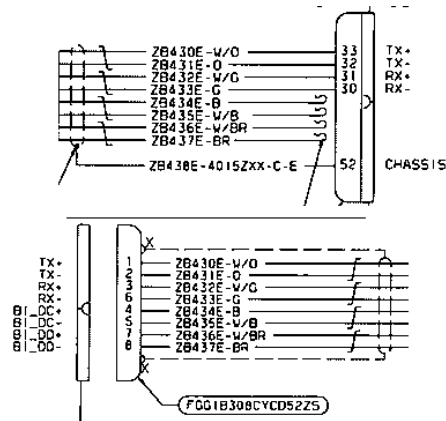 ZB430E-W/O 33 TX+
ZB431E-O 32 TX-
ZB432E-W/G 31 RX+
ZB433E-G 30 RX-
ZB434E-B
ZB435E-W/B
ZB436E-W/BR
ZB437E-BR
ZB438E-4015ZXX-C-E 52 CHASSIS
X
TX+ 1 ZB430E-W/O
TX- 2 ZB431E-O
RX+ 3 ZB432E-W/G
RX- 6 ZB433E-G
BI_DC+ 4 ZB434E-B
BI_DC- 5 ZB435E-W/B
BI_DD+ 7 ZB436E-W/BR
BI_DD- 8 ZB437E-BR
X
FGG1B308CYCD52ZS